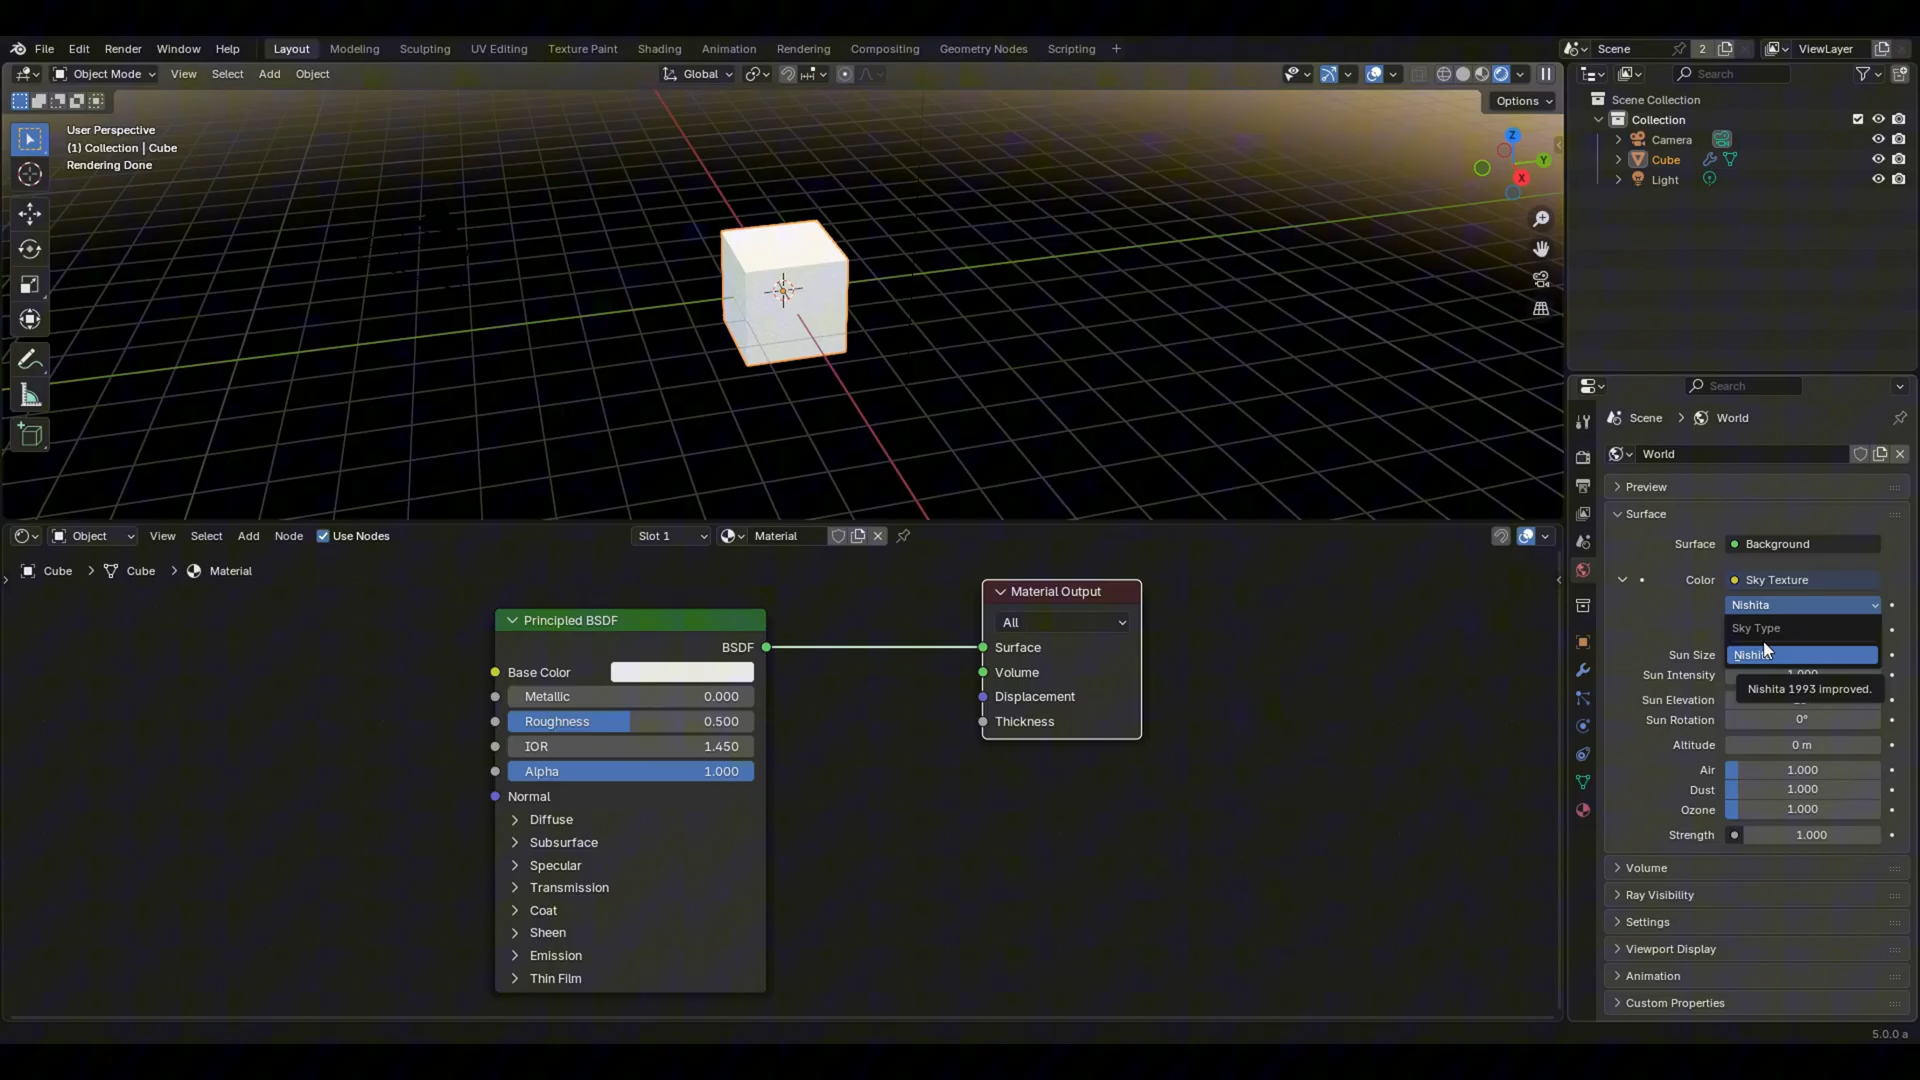 File Edit Render Window Help Layout Modeling Sculpting UV Editing Texture Paint Shading Animation Rendering Compositing Geometry Nodes Scripting + Scene 2 ViewLayer
Object Mode View Select Add Object Global Search
Options
User Perspective
(1) Collection | Cube
Rendering Done
Z
Y
X
Scene Collection
Collection
Camera
Cube
Light
Search
Scene > World
World
Preview
Surface
Surface Background
Color Sky Texture
Nishita
Sky Type
Sun Size
Sun Intensity
Nishita 1993 improved.
Sun Elevation
Sun Rotation 0°
Altitude 0 m
Air 1.000
Dust 1.000
Ozone 1.000
Strength 1.000
Volume
Ray Visibility
Settings
Viewport Display
Animation
Custom Properties
Object View Select Add Node Use Nodes Slot 1 Material
Cube > Cube > Material
Principled BSDF
BSDF
Base Color
Metallic 0.000
Roughness 0.500
IOR 1.450
Alpha 1.000
Normal
Diffuse
Subsurface
Specular
Transmission
Coat
Sheen
Emission
Thin Film
Material Output
All
Surface
Volume
Displacement
Thickness
5.0.0 a